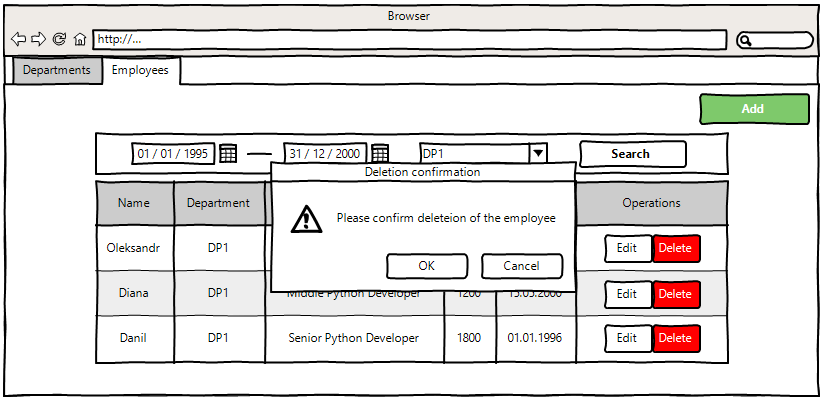 Browser
http://...
Departments Employees
Add
01 / 01 / 1995 31 / 12 / 2000 DP1 Search
Deletion confirmation
Please confirm deleteion of the employee
OK Cancel
Name Department Operations
Oleksandr DP1 Edit Delete
Diana DP1 Middle Python Developer 1200 15.05.2000 Edit Delete
Danil DP1 Senior Python Developer 1800 01.01.1996 Edit Delete